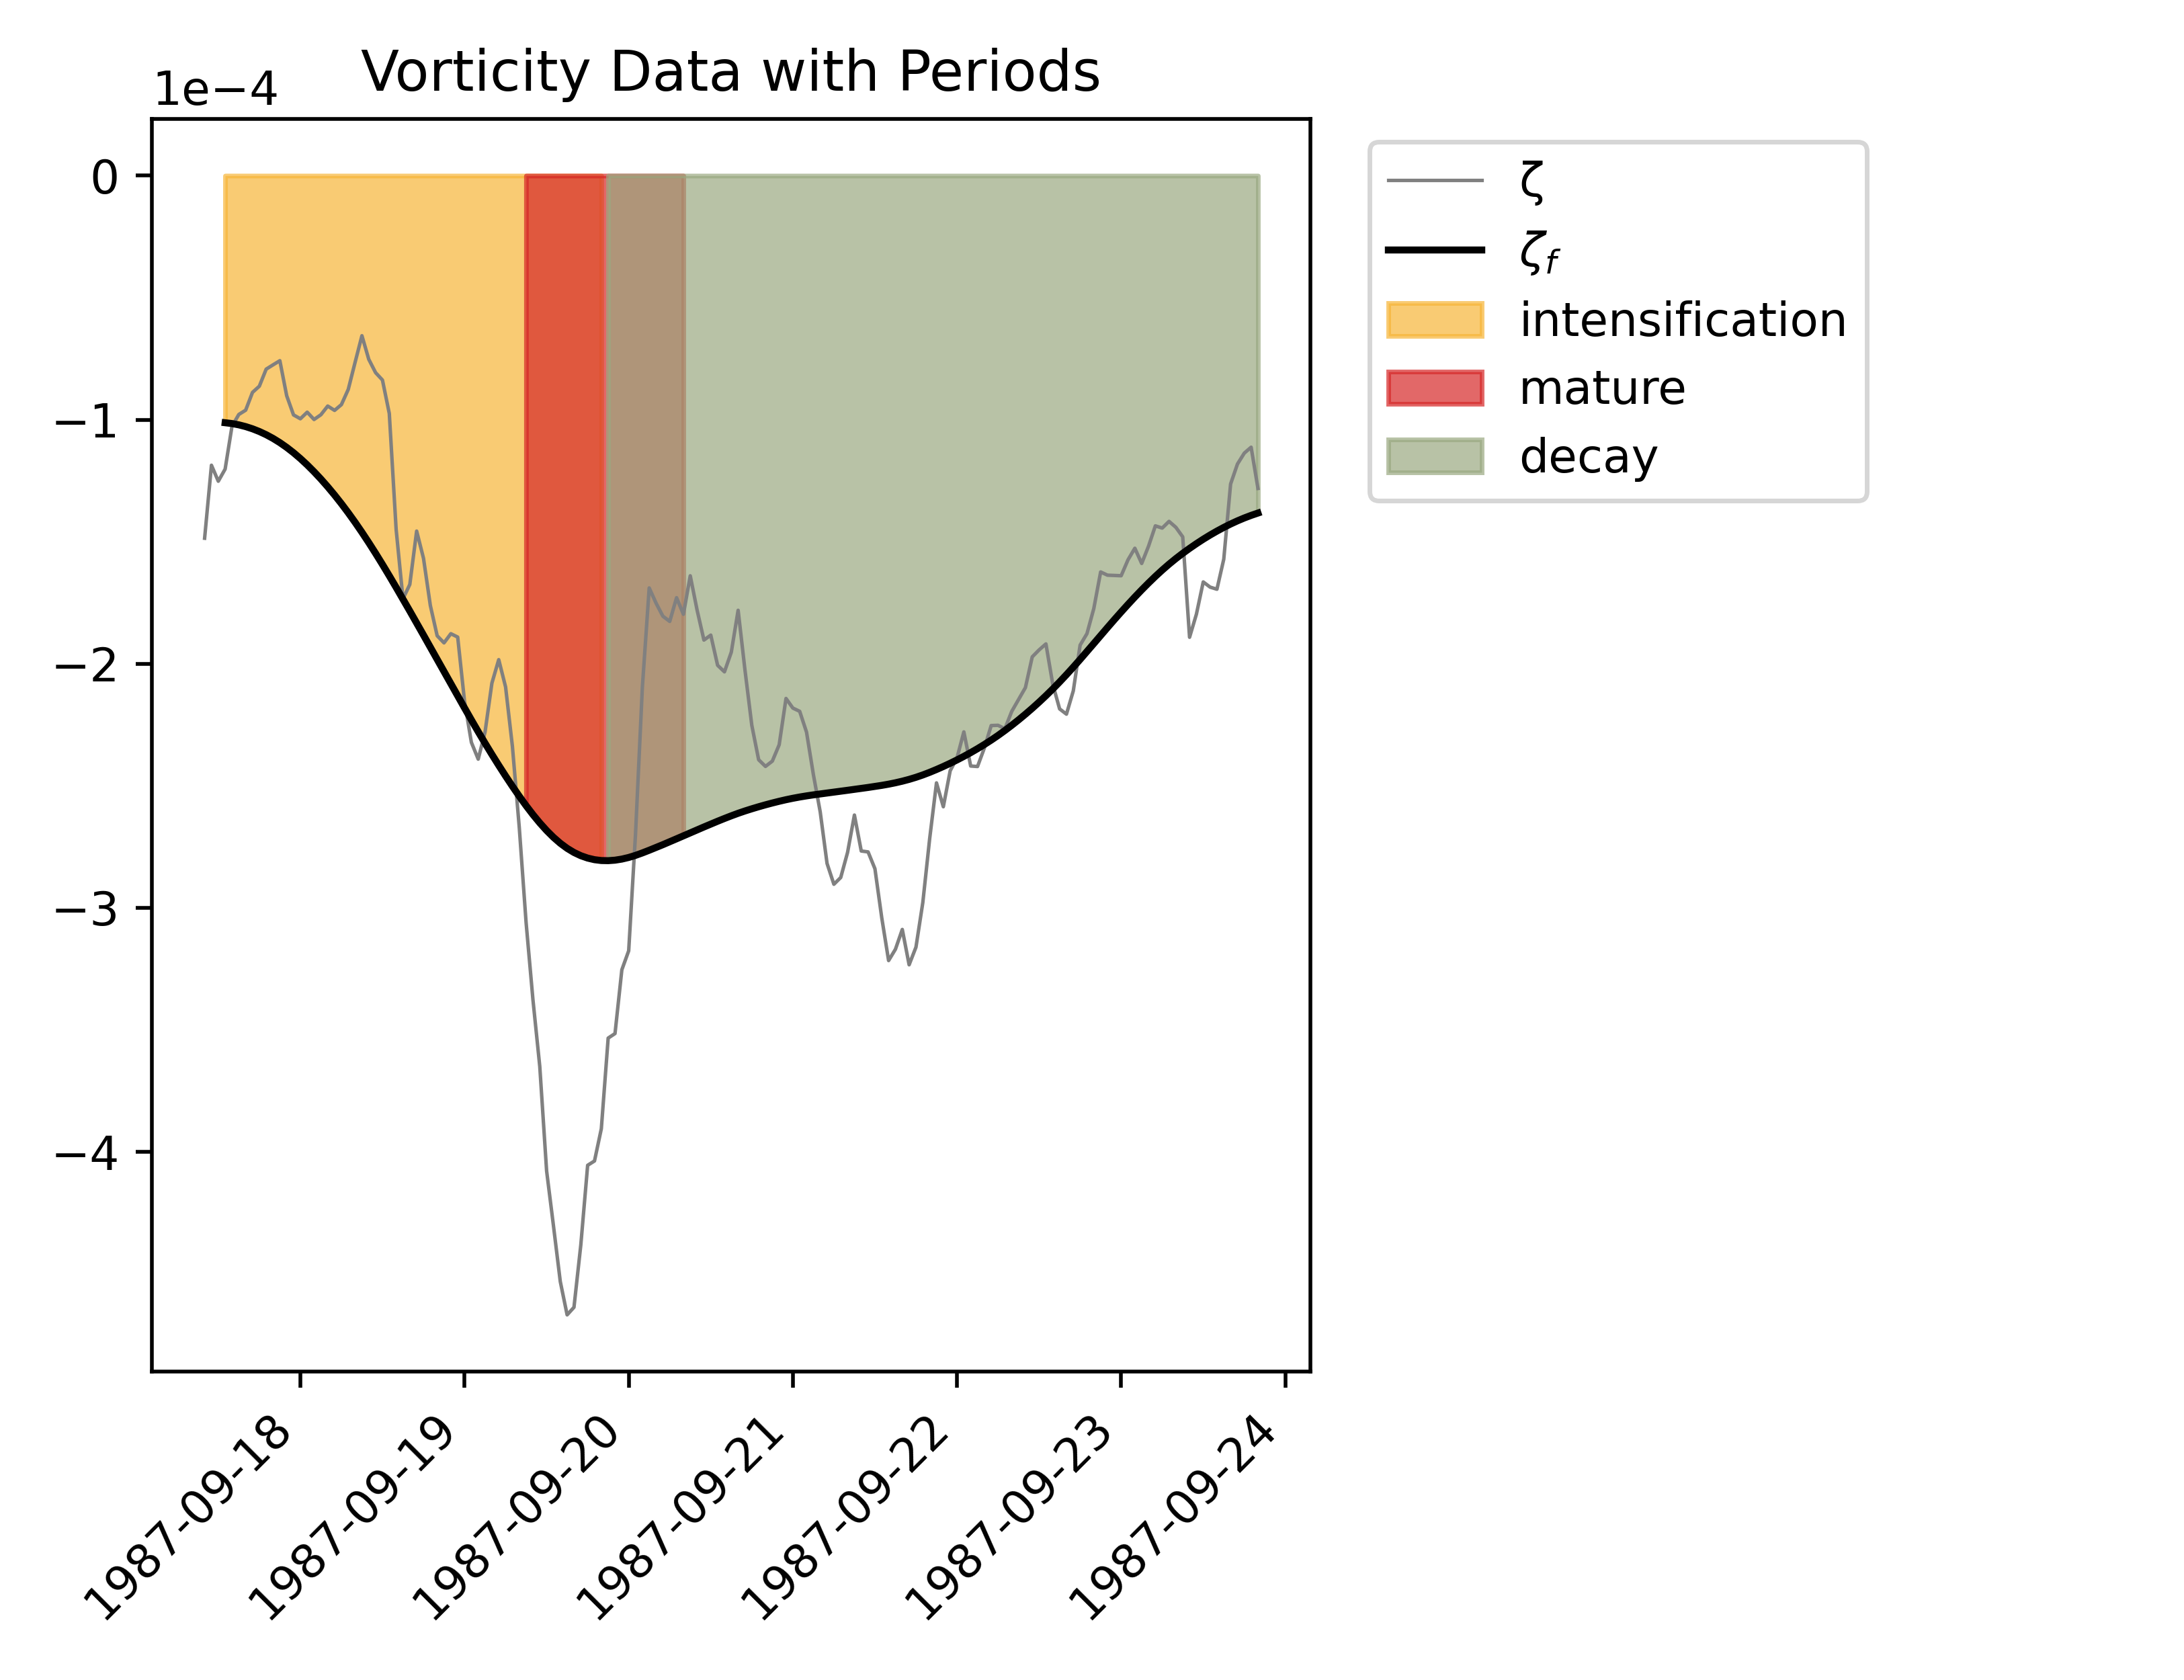 Vorticity Data with Periods
1e−4
0
−1
−2
−3
−4
1987-09-18
1987-09-19
1987-09-20
1987-09-21
1987-09-22
1987-09-23
1987-09-24
ζ
ζf
intensification
mature
decay